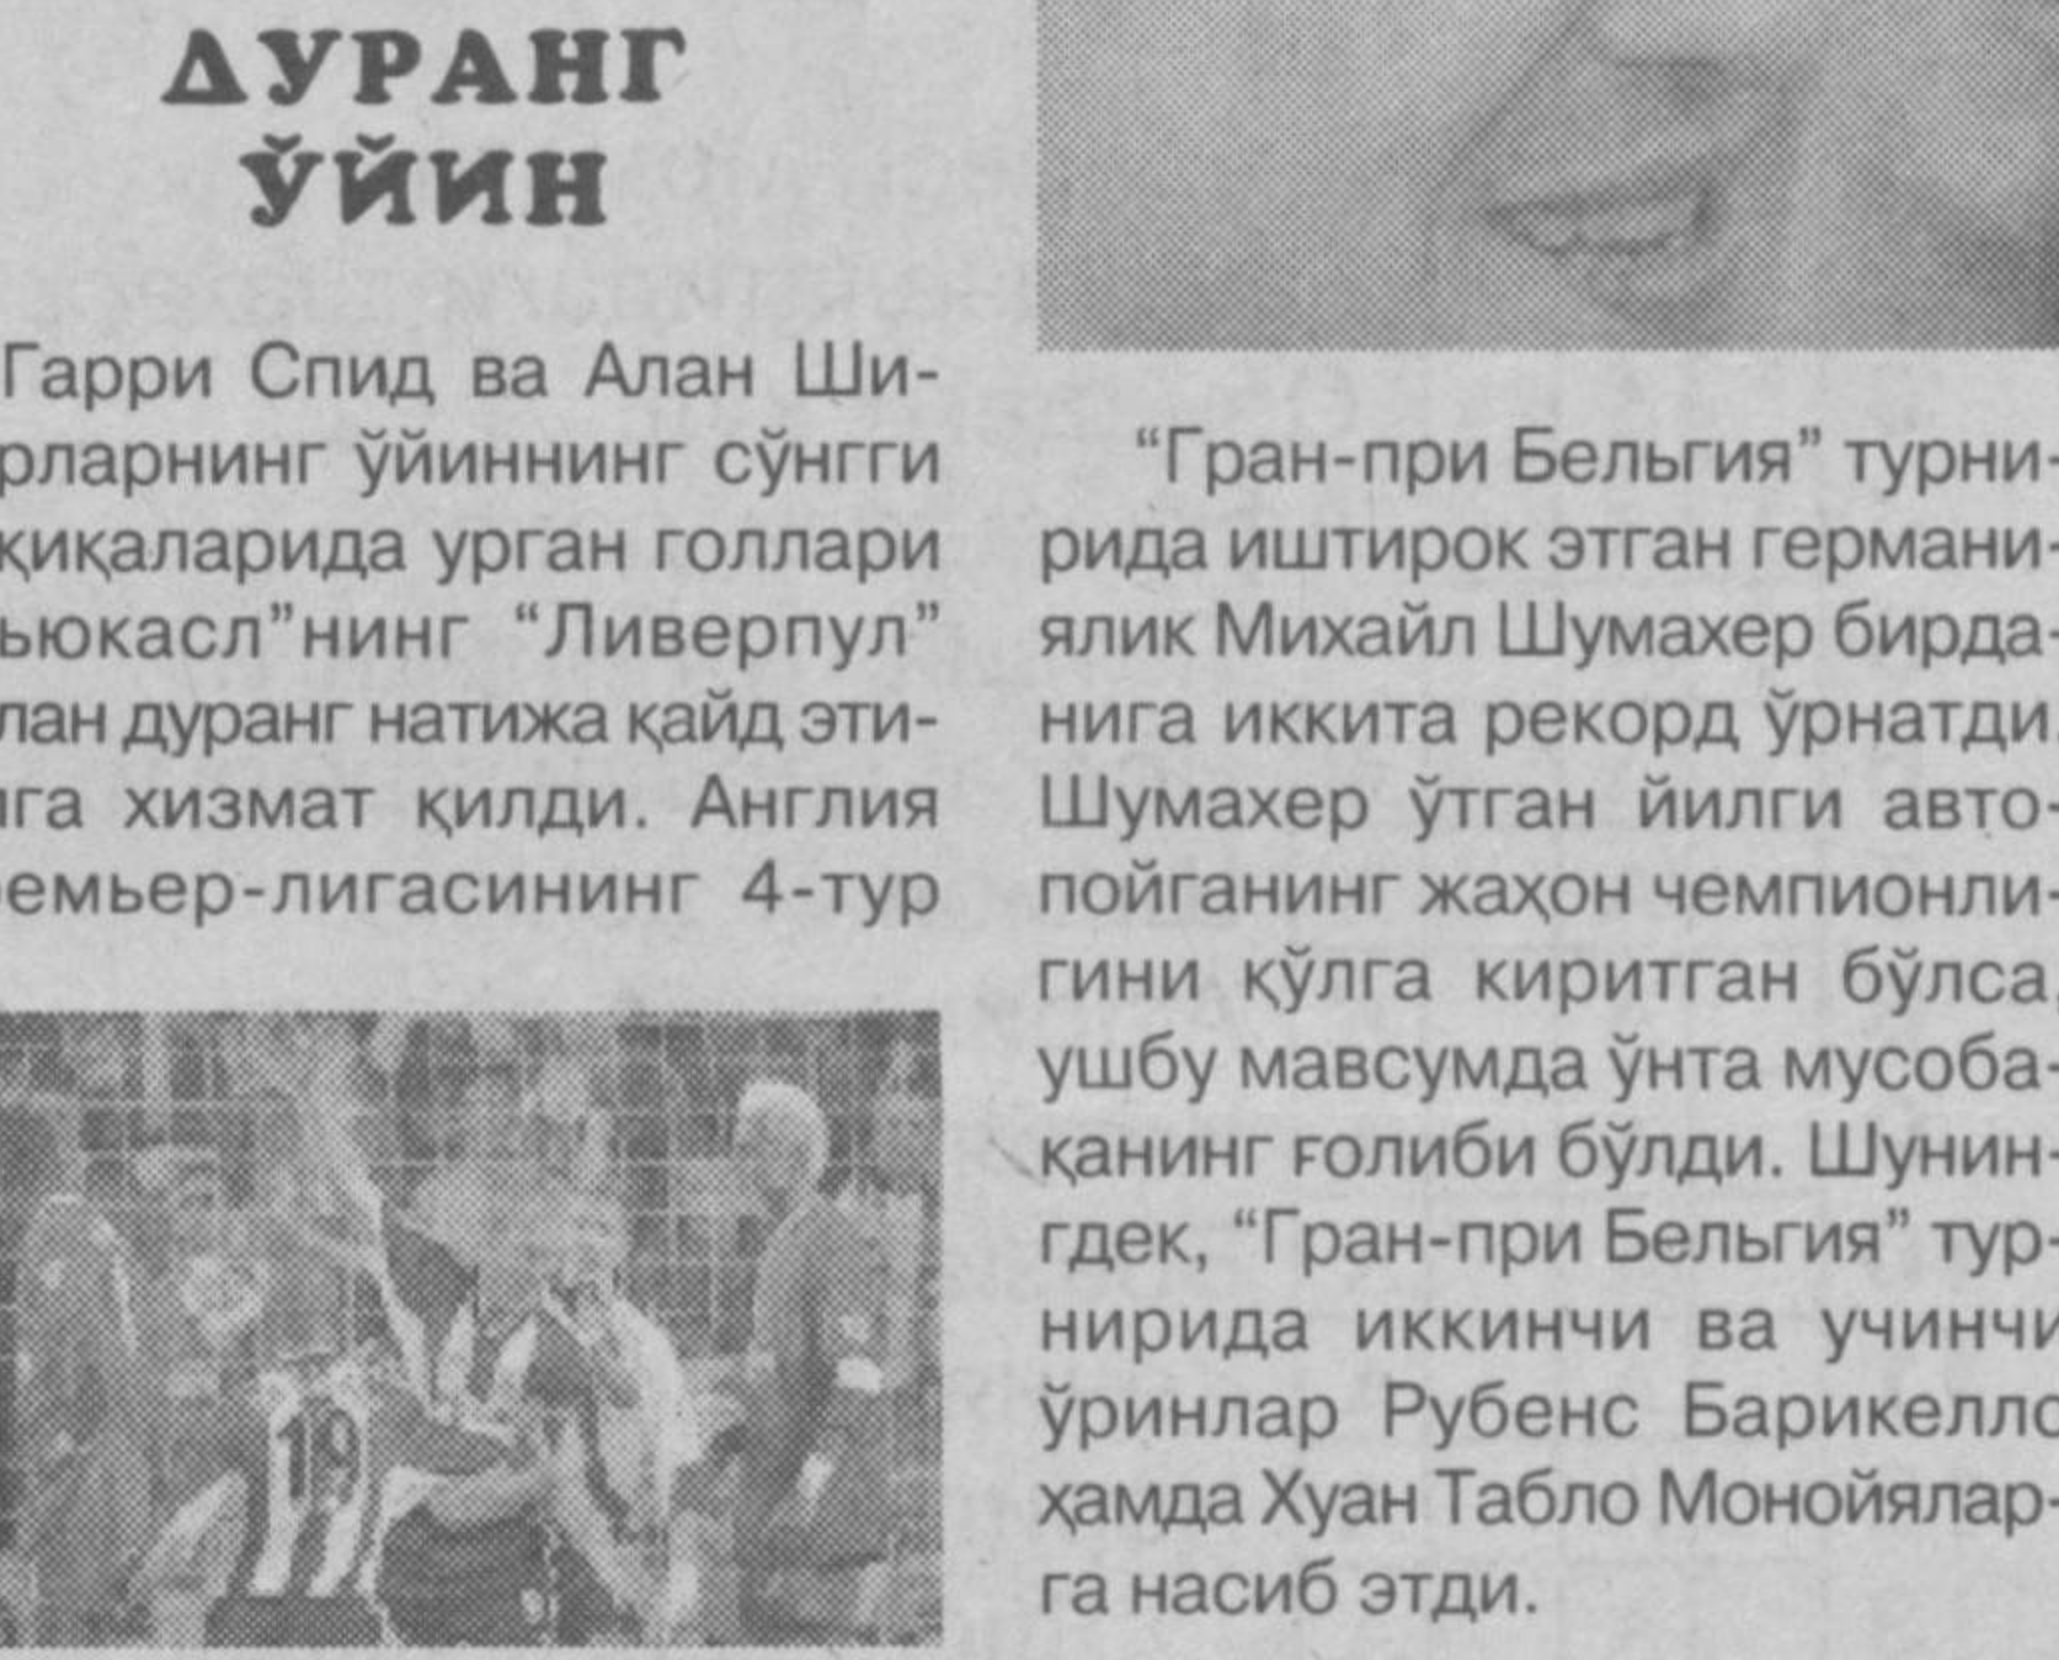 ДУРАНГ
ЎЙИН
Гарри Спид ва Алан Ши-
рларнинг ўйиннинг сўнгги
қиқаларида урган голлари
ьюкасл”нинг “Ливерпул”
лан дуранг натижа қайд эти-
га хизмат қилди. Англия
емьер-лигасининг 4-тур
19
“Гран-при Бельгия” турни-
рида иштирок этган германи-
ялик Михайл Шумахер бирда-
нига иккита рекорд ўрнатди.
Шумахер ўтган йилги авто-
пойганинг жаҳон чемпионли-
гини қўлга киритган бўлса,
ушбу мавсумда ўнта мусоба-
қанинг ғолиби бўлди. Шунин-
гдек, “Гран-при Бельгия” тур-
нирида иккинчи ва учинчи
ўринлар Рубенс Барикелло
ҳамда Хуан Табло Монойялар-
га насиб этди.